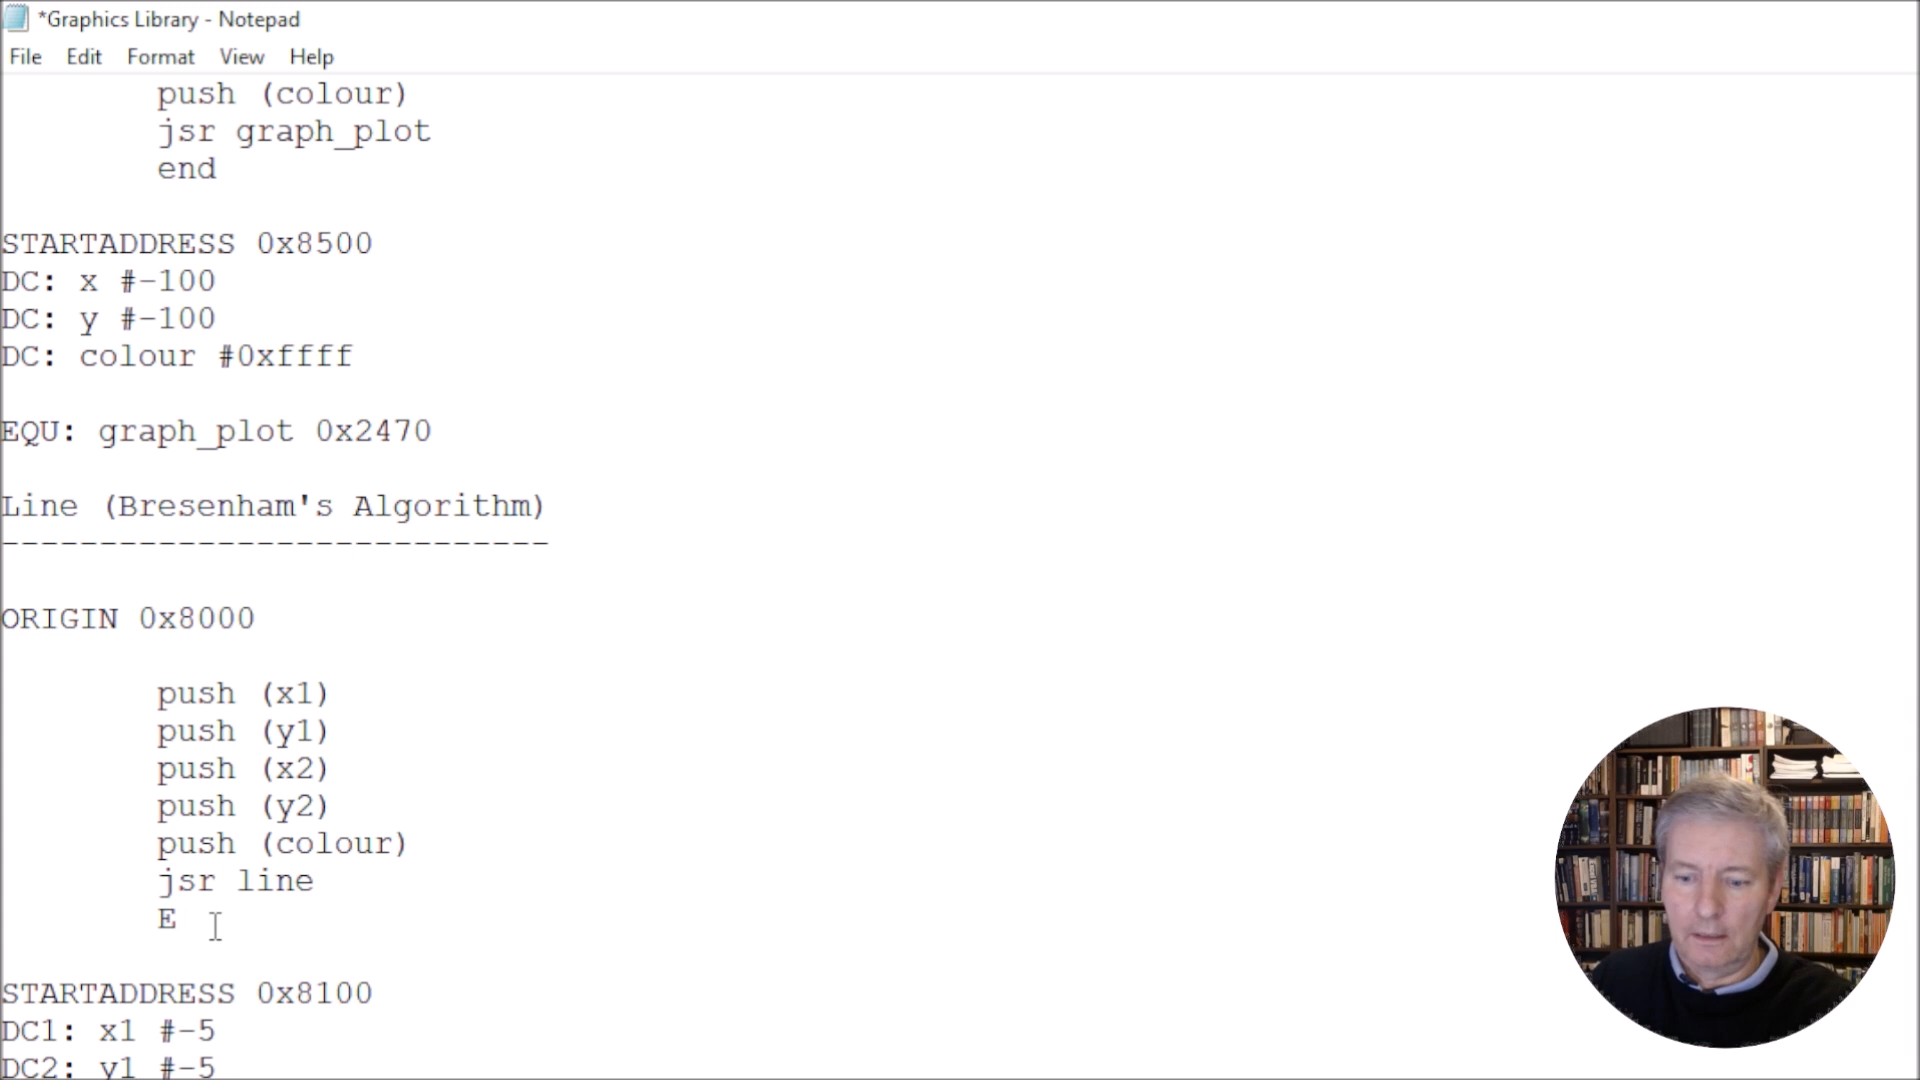 *Graphics Library - Notepad
File Edit Format View Help
push (colour)
jsr graph_plot
end
STARTADDRESS 0x8500
DC: x #-100
DC: y #-100
DC: colour #0xffff
EQU: graph_plot 0x2470
Line (Bresenham's Algorithm)
----------------------------
ORIGIN 0x8000
push (x1)
push (y1)
push (x2)
push (y2)
push (colour)
jsr line
E
STARTADDRESS 0x8100
DC1: x1 #-5
DC2: y1 #-5